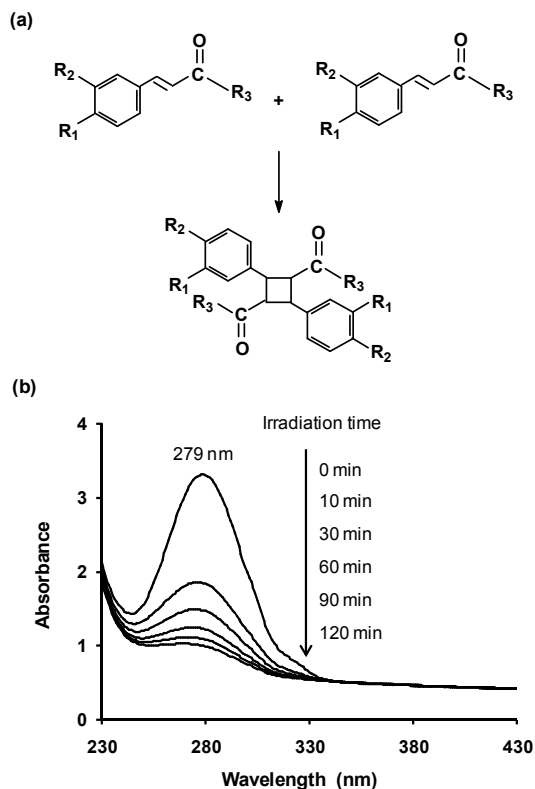 (a)
O
C
R₂
R₃
R₁
+
O
C
R₂
R₃
R₁
R₂
O
C
R₁
R₃
R₃
C
O
R₁
R₂
(b)
4
3
2
1
0
Absorbance
279 nm
Irradiation time
0 min
10 min
30 min
60 min
90 min
120 min
230
280
330
380
430
Wavelength (nm)